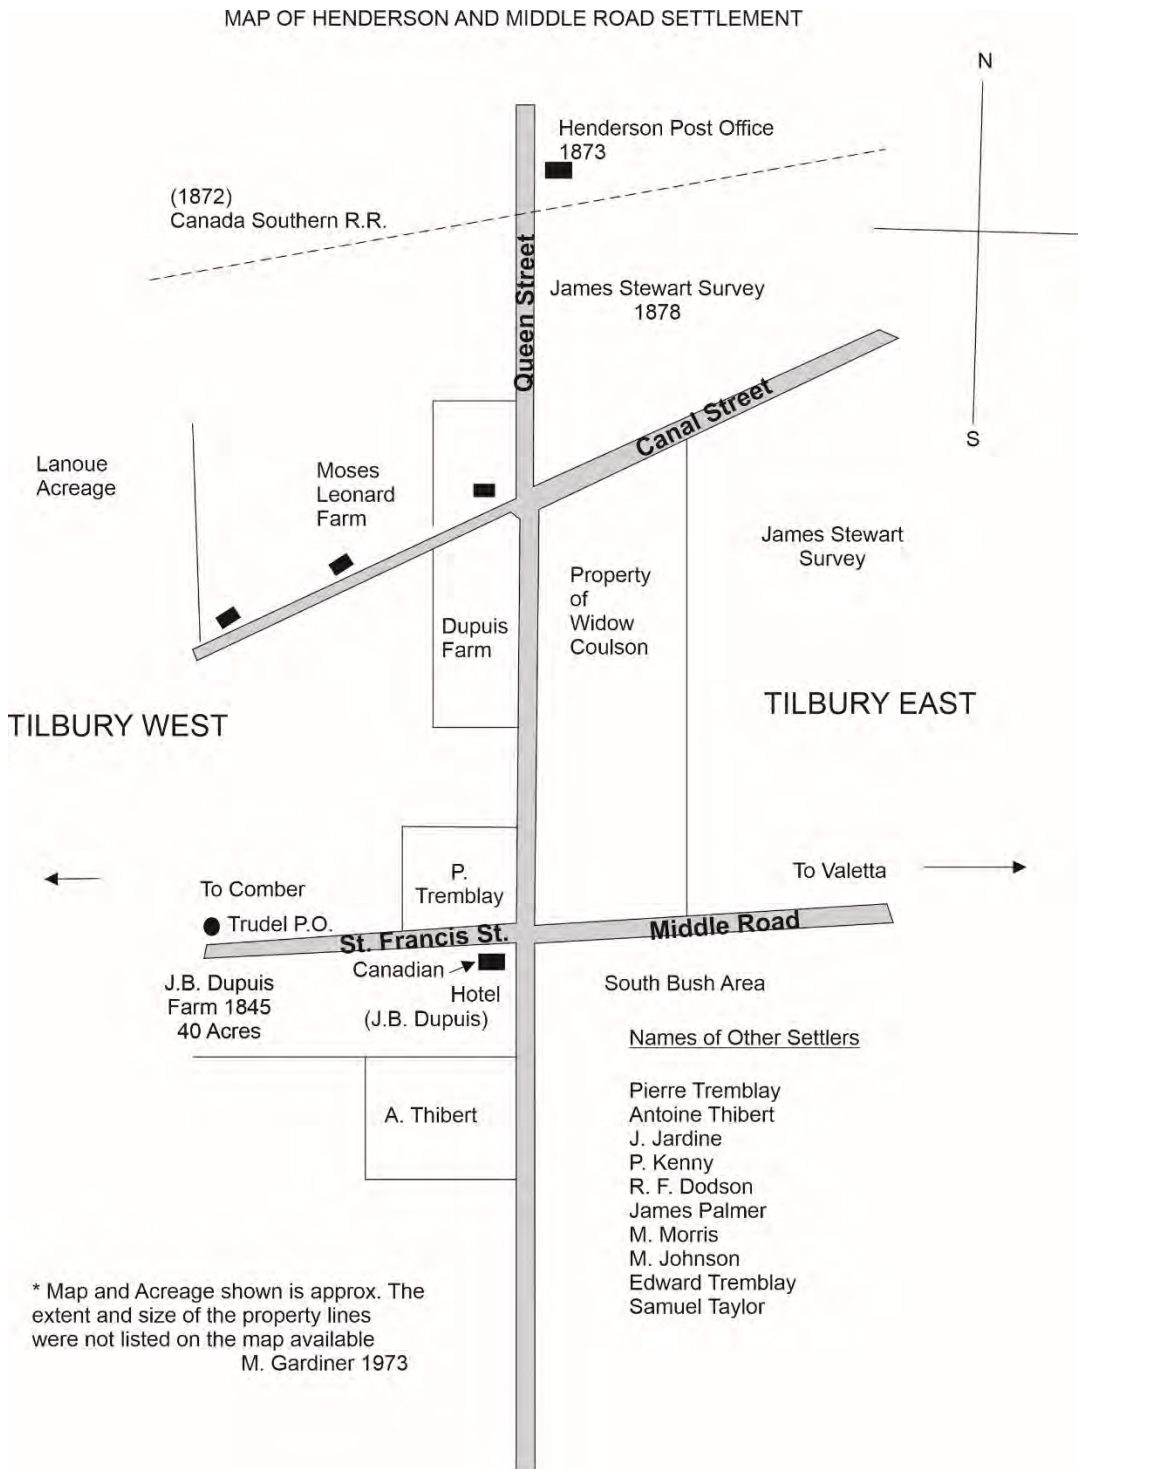 MAP OF HENDERSON AND MIDDLE ROAD SETTLEMENT
N
Henderson Post Office
1873
(1872)
Canada Southern R.R.
Queen Street
James Stewart Survey
1878
Canal Street
S
Lanoue
Acreage
Moses
Leonard
Farm
James Stewart
Survey
Property
of
Widow
Coulson
Dupuis
Farm
TILBURY WEST
TILBURY EAST
P.
Tremblay
To Valetta
To Comber
Trudel P.O.
St. Francis St.
Middle Road
Canadian
Hotel
(J.B. Dupuis)
J.B. Dupuis
Farm 1845
40 Acres
South Bush Area
Names of Other Settlers
Pierre Tremblay
Antoine Thibert
J. Jardine
P. Kenny
R. F. Dodson
James Palmer
M. Morris
M. Johnson
Edward Tremblay
Samuel Taylor
A. Thibert
* Map and Acreage shown is approx. The
extent and size of the property lines
were not listed on the map available
M. Gardiner 1973